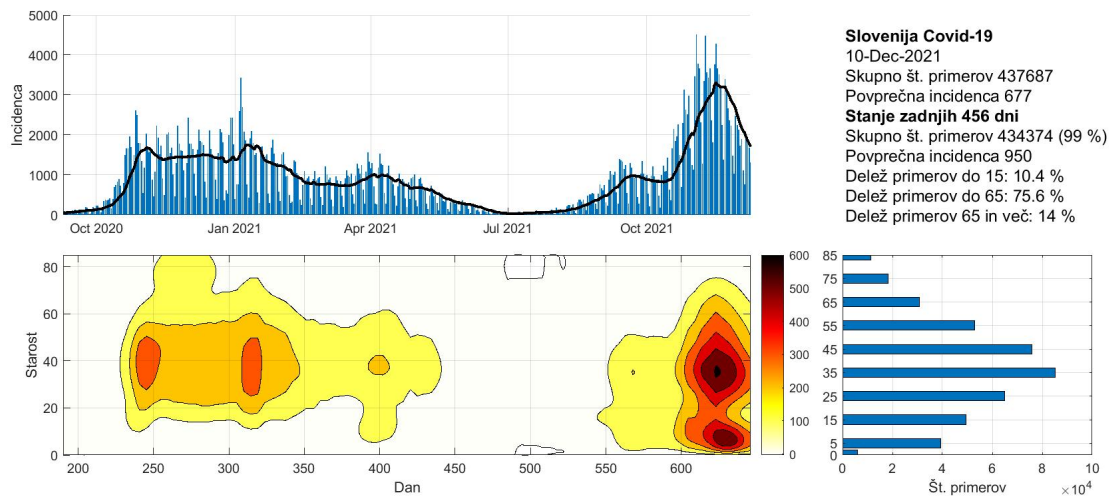 5000
4000
3000
2000
1000
0
Incidenca
Oct 2020
Jan 2021
Apr 2021
Jul 2021
Oct 2021
Slovenija Covid-19
10-Dec-2021
Skupno št. primerov 437687
Povprečna incidenca 677
Stanje zadnjih 456 dni
Skupno št. primerov 434374 (99 %)
Povprečna incidenca 950
Delež primerov do 15: 10.4 %
Delež primerov do 65: 75.6 %
Delež primerov 65 in več: 14 %
80
60
40
20
0
Starost
200
250
300
350
400
450
500
550
600
Dan
600
500
400
300
200
100
0
85
75
65
55
45
35
25
15
5
0
0
2
4
6
8
10
Št. primerov
×10⁴